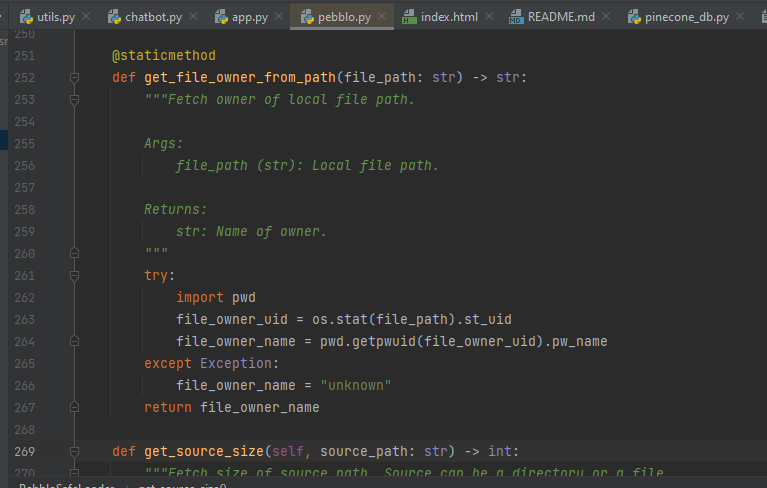 utils.py chatbot.py app.py pebblo.py index.html README.md pinecone_db.py
250
251 @staticmethod
252 def get_file_owner_from_path(file_path: str) -> str:
253 """Fetch owner of local file path.
254
255 Args:
256 file_path (str): Local file path.
257
258 Returns:
259 str: Name of owner.
260 """
261 try:
262 import pwd
263 file_owner_uid = os.stat(file_path).st_uid
264 file_owner_name = pwd.getpwuid(file_owner_uid).pw_name
265 except Exception:
266 file_owner_name = "unknown"
267 return file_owner_name
268
269 def get_source_size(self, source_path: str) -> int:
270 """Fetch size of source path. Source can be a directory or a file.
PebbloSafeLoader > get_source_size()